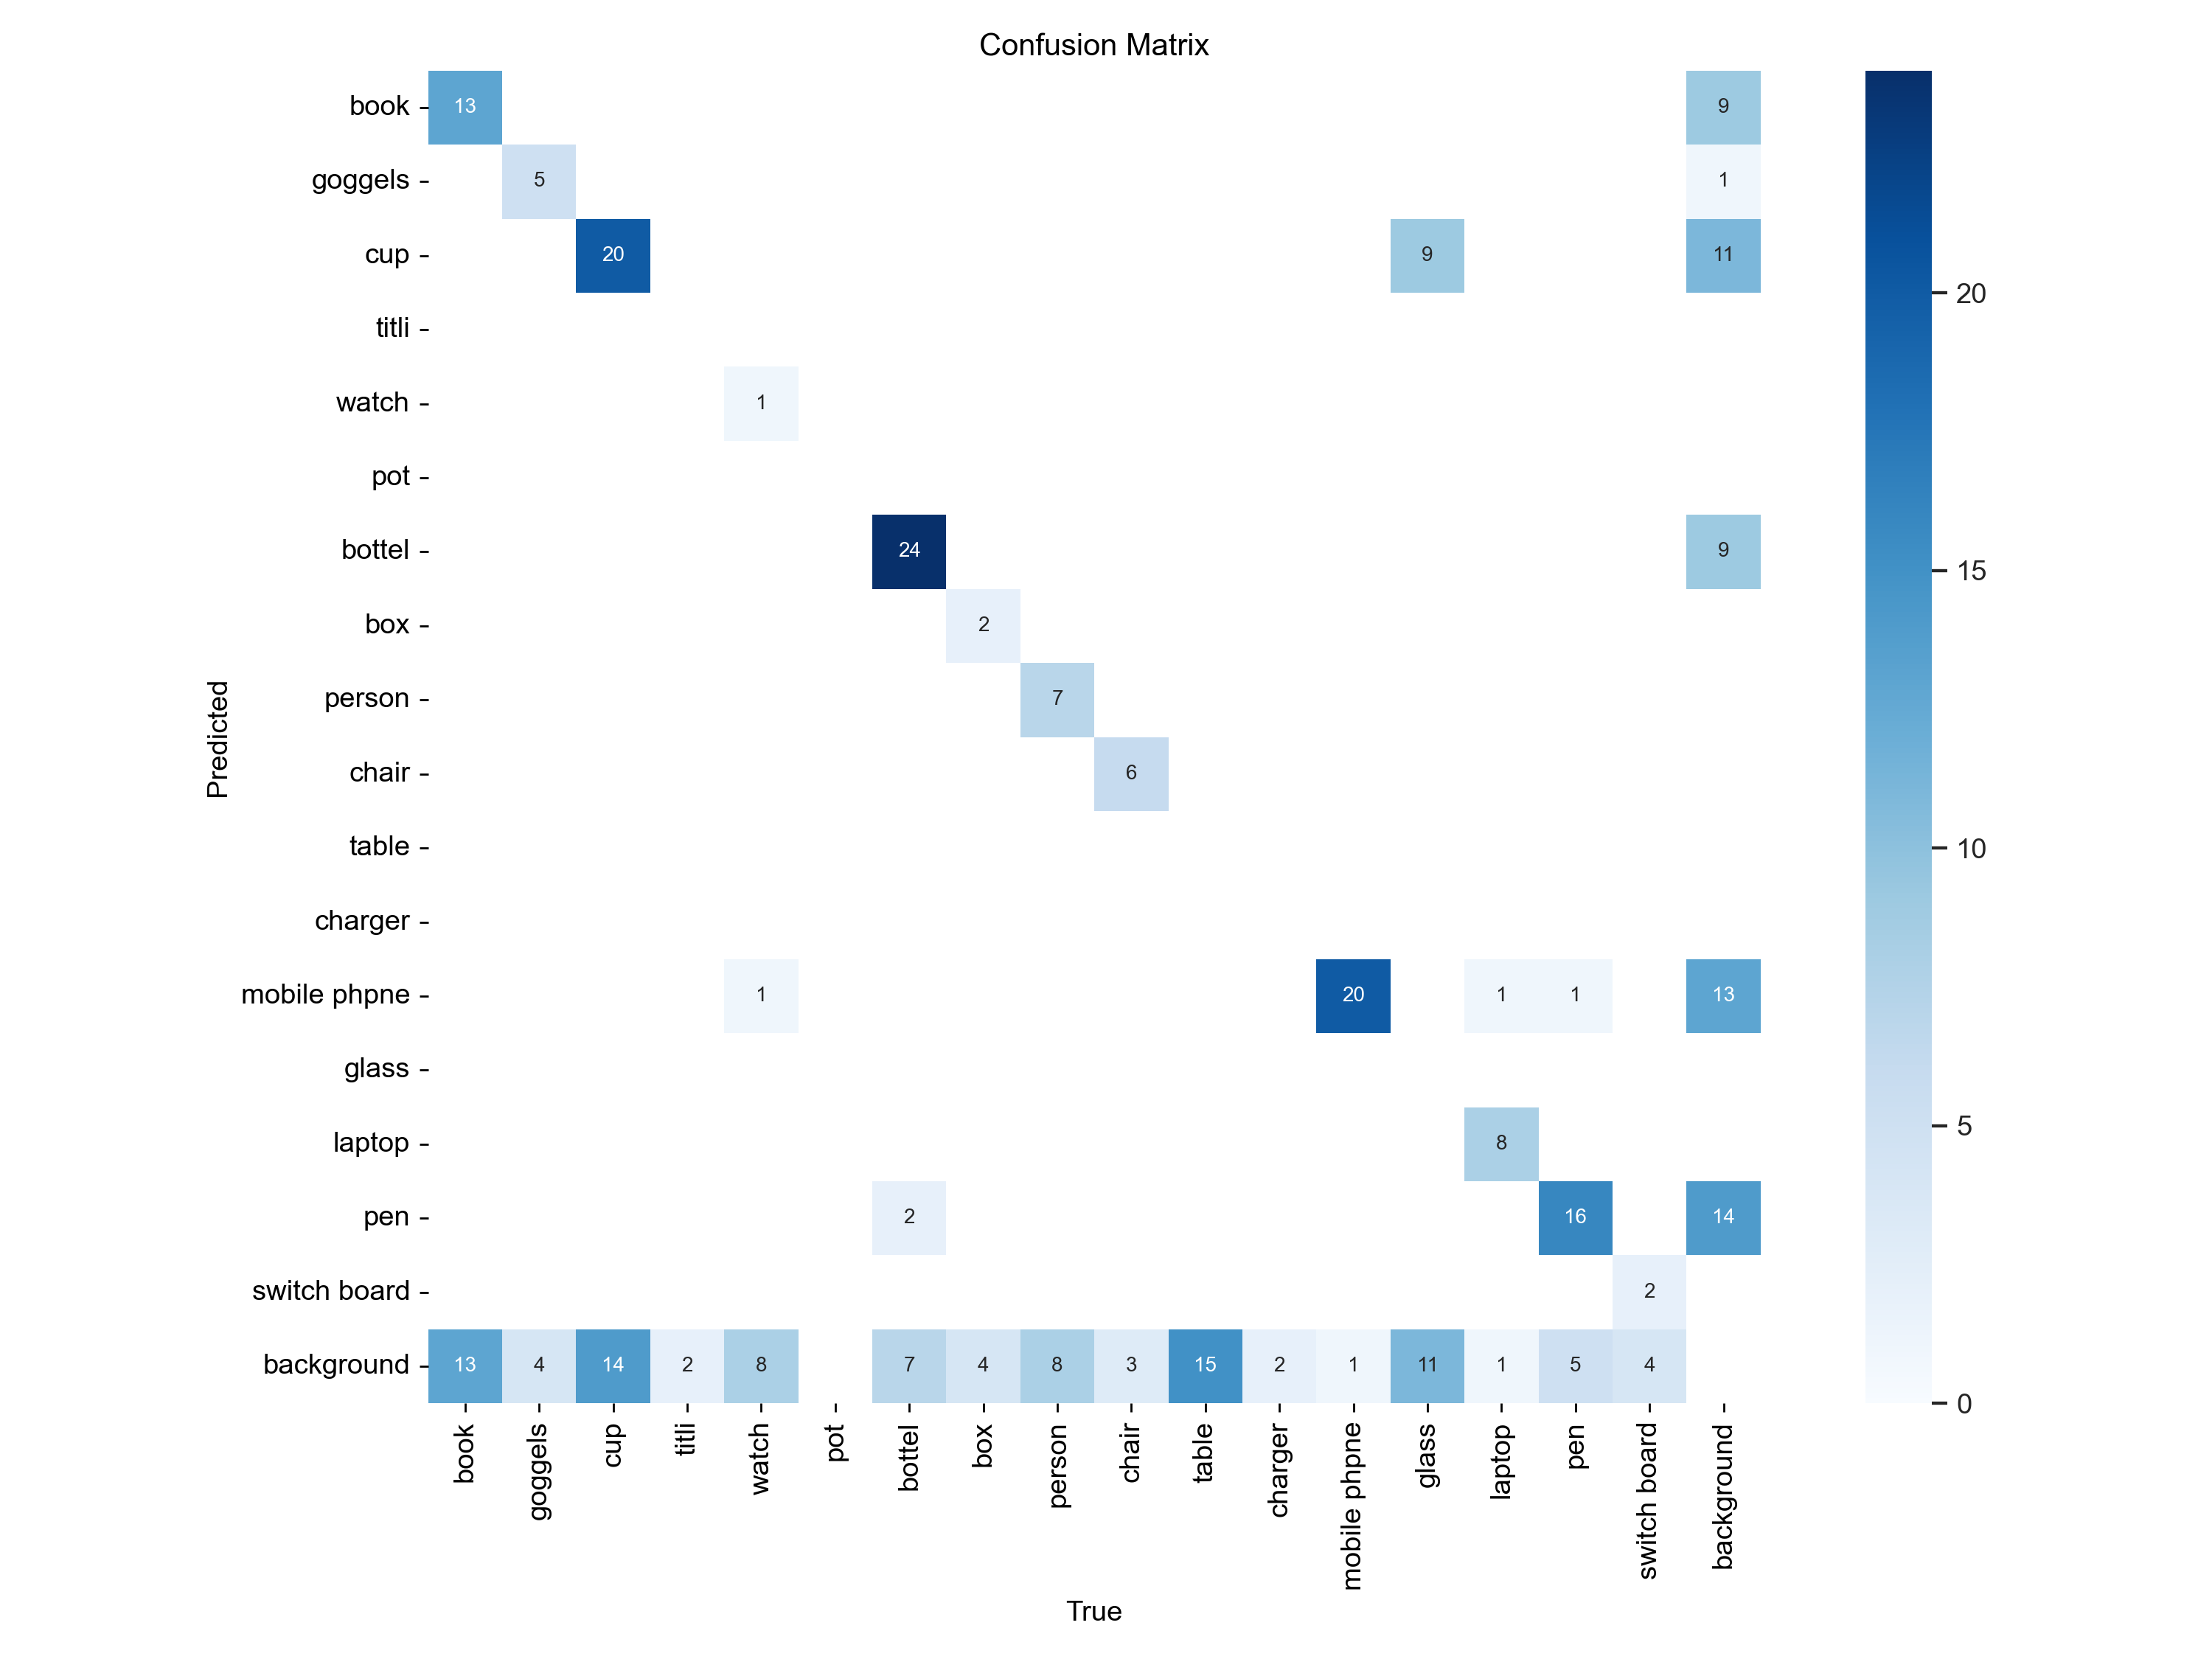 Confusion Matrix
book 13 9
goggels 5 1
cup 20 9 11
titli
watch 1
pot
bottel 24 9
box 2
person 7
chair 6
table
charger
mobile phpne 1 20 1 1 13
glass
laptop 8
pen 2 16 14
switch board 2
background 13 4 14 2 8 7 4 8 3 15 2 1 11 1 5 4
Predicted
book
goggels
cup
titli
watch
pot
bottel
box
person
chair
table
charger
mobile phpne
glass
laptop
pen
switch board
background
True
20
15
10
5
0